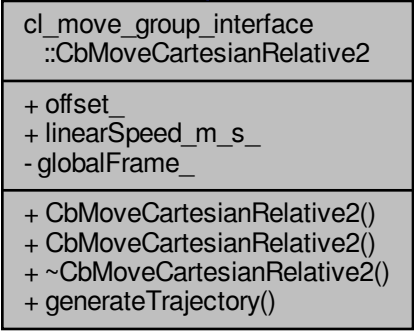 cl_move_group_interface
::CbMoveCartesianRelative2
+ offset_
+ linearSpeed_m_s_
- globalFrame_
+ CbMoveCartesianRelative2()
+ CbMoveCartesianRelative2()
+ ~CbMoveCartesianRelative2()
+ generateTrajectory()